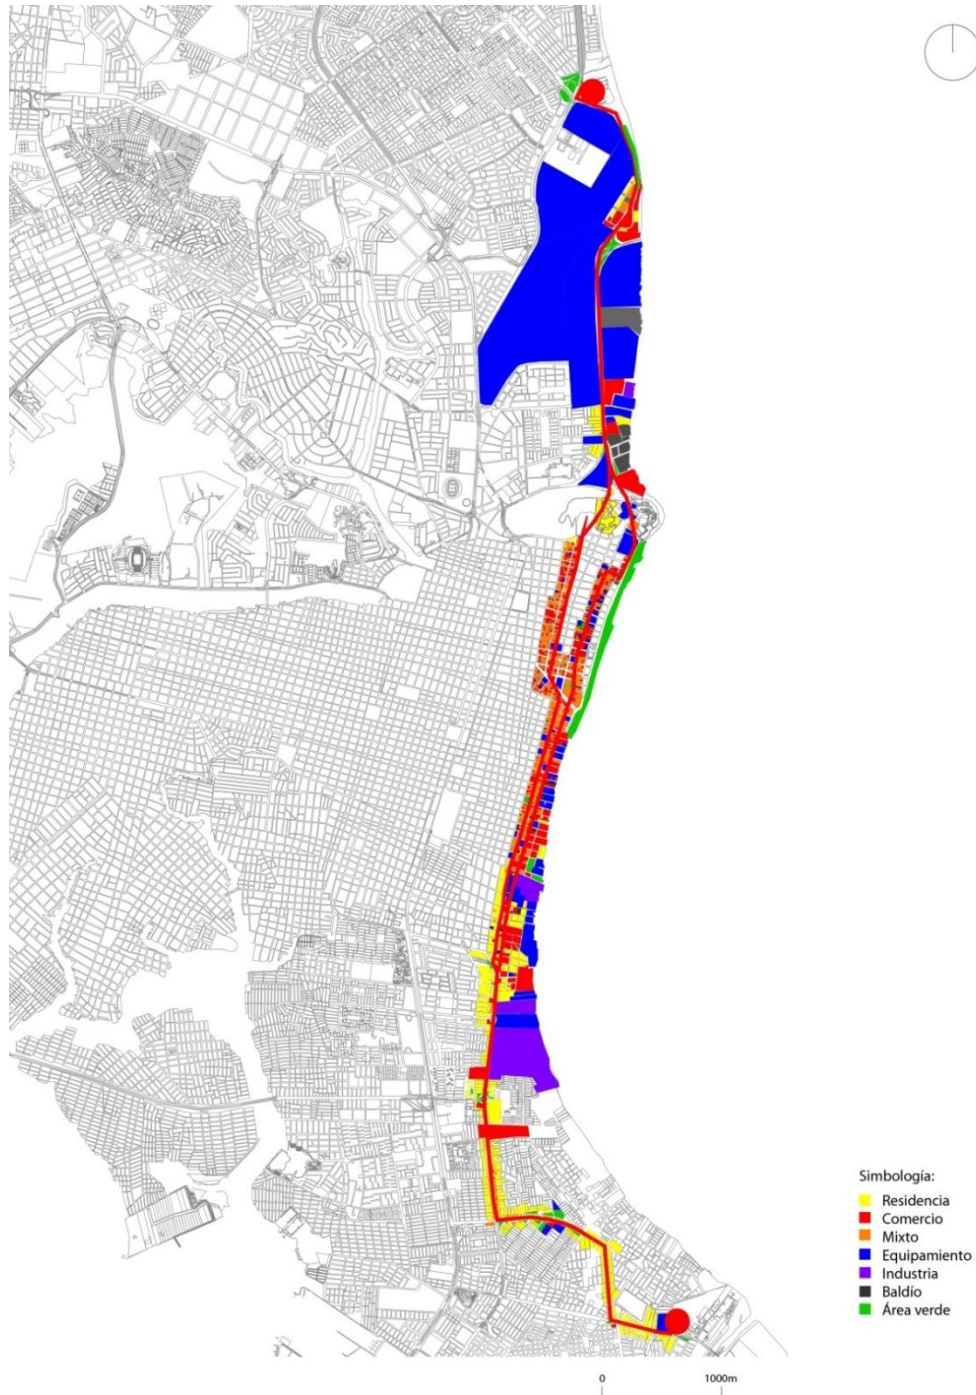 Simbología:
Residencia
Comercio
Mixto
Equipamiento
Industria
Baldío
Área verde
0 1000m